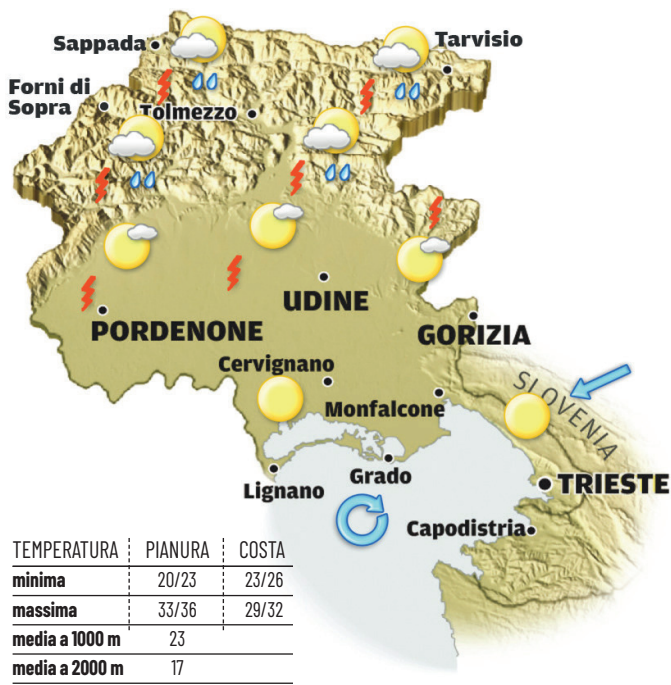 Sappada
Tarvisio
Forni di
Sopra
Tolmezzo
UDINE
PORDENONE
GORIZIA
Cervignano
SLOVENIA
Monfalcone
Grado
TRIESTE
Lignano
Capodistria
TEMPERATURA PIANURA COSTA
minima 20/23 23/26
massima 33/36 29/32
media a 1000 m 23
media a 2000 m 17